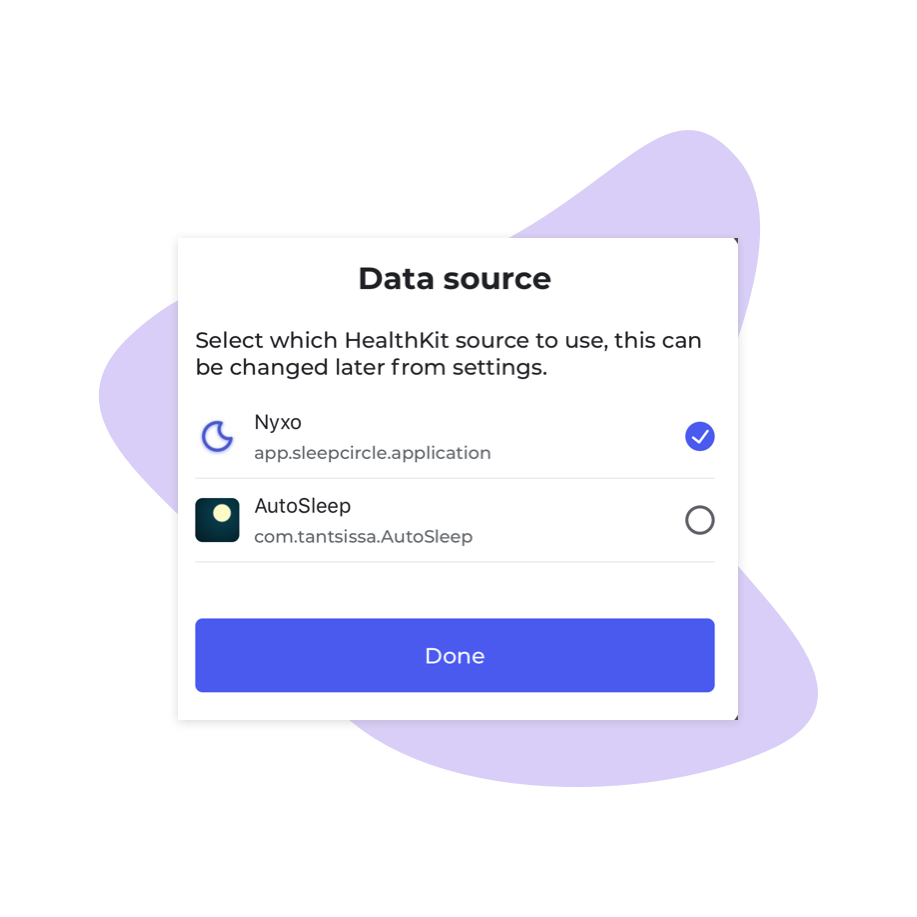 Data source
Select which HealthKit source to use, this can
be changed later from settings.
Nyxo
app.sleepcircle.application
AutoSleep
com.tantsissa.AutoSleep
Done